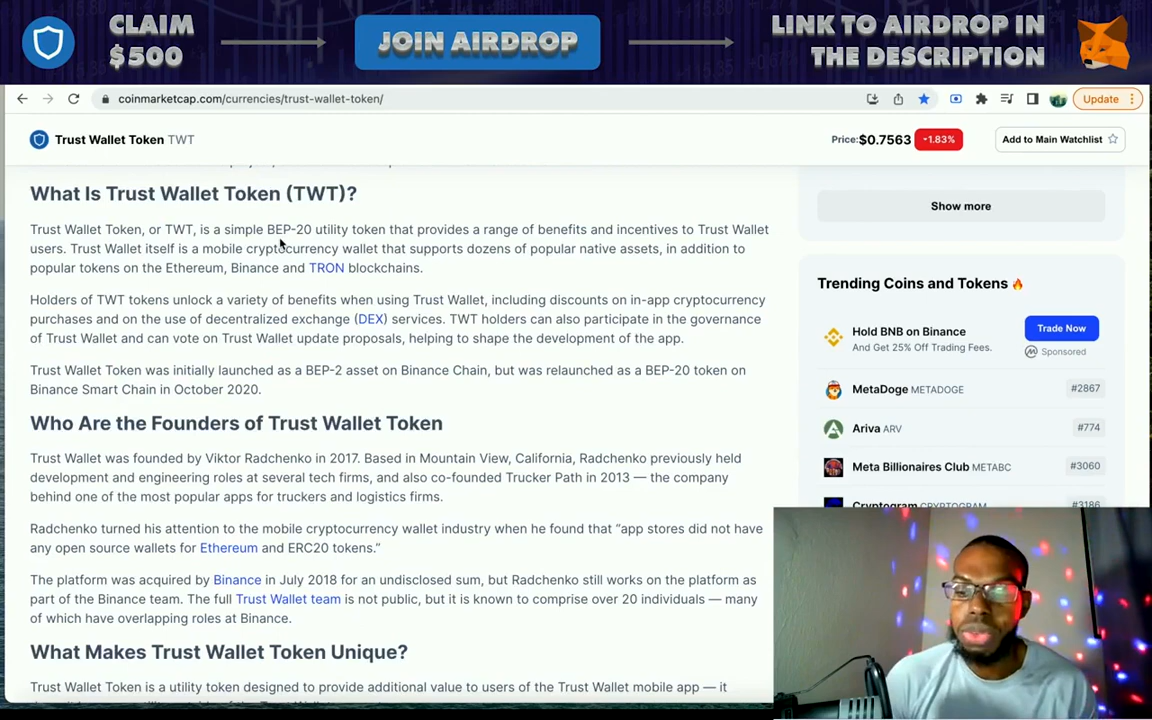 CLAIM
$500
JOIN AIRDROP
LINK TO AIRDROP IN
THE DESCRIPTION
coinmarketcap.com/currencies/trust-wallet-token/
Update
Trust Wallet Token TWT
Price:$0.7563 -1.83%
Add to Main Watchlist
What Is Trust Wallet Token (TWT)?
Trust Wallet Token, or TWT, is a simple BEP-20 utility token that provides a range of benefits and incentives to Trust Wallet
users. Trust Wallet itself is a mobile cryptocurrency wallet that supports dozens of popular native assets, in addition to
popular tokens on the Ethereum, Binance and TRON blockchains.
Holders of TWT tokens unlock a variety of benefits when using Trust Wallet, including discounts on in-app cryptocurrency
purchases and on the use of decentralized exchange (DEX) services. TWT holders can also participate in the governance
of Trust Wallet and can vote on Trust Wallet update proposals, helping to shape the development of the app.
Trust Wallet Token was initially launched as a BEP-2 asset on Binance Chain, but was relaunched as a BEP-20 token on
Binance Smart Chain in October 2020.
Who Are the Founders of Trust Wallet Token
Trust Wallet was founded by Viktor Radchenko in 2017. Based in Mountain View, California, Radchenko previously held
development and engineering roles at several tech firms, and also co-founded Trucker Path in 2013 — the company
behind one of the most popular apps for truckers and logistics firms.
Radchenko turned his attention to the mobile cryptocurrency wallet industry when he found that “app stores did not have
any open source wallets for Ethereum and ERC20 tokens.”
The platform was acquired by Binance in July 2018 for an undisclosed sum, but Radchenko still works on the platform as
part of the Binance team. The full Trust Wallet team is not public, but it is known to comprise over 20 individuals — many
of which have overlapping roles at Binance.
What Makes Trust Wallet Token Unique?
Trust Wallet Token is a utility token designed to provide additional value to users of the Trust Wallet mobile app — it
Show more
Trending Coins and Tokens
Hold BNB on Binance
And Get 25% Off Trading Fees.
Trade Now
Sponsored
MetaDoge METADOGE #2867
Ariva ARV #774
Meta Billionaires Club METABC #3060
Cryptogram CRYPTOGRAM #3186